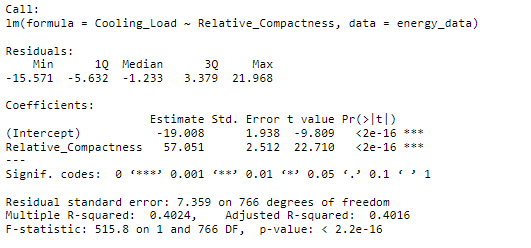 Call:
lm(formula = Cooling_Load ~ Relative_Compactness, data = energy_data)
Residuals:
    Min      1Q  Median      3Q     Max
-15.571  -5.632  -1.233   3.379  21.968
Coefficients:
                     Estimate Std. Error t value Pr(>|t|)
(Intercept)           -19.008      1.938  -9.809   <2e-16 ***
Relative_Compactness   57.051      2.512  22.710   <2e-16 ***
---
Signif. codes:  0 ‘***’ 0.001 ‘**’ 0.01 ‘*’ 0.05 ‘.’ 0.1 ‘ ’ 1
Residual standard error: 7.359 on 766 degrees of freedom
Multiple R-squared:  0.4024,	Adjusted R-squared:  0.4016
F-statistic: 515.8 on 1 and 766 DF,  p-value: < 2.2e-16